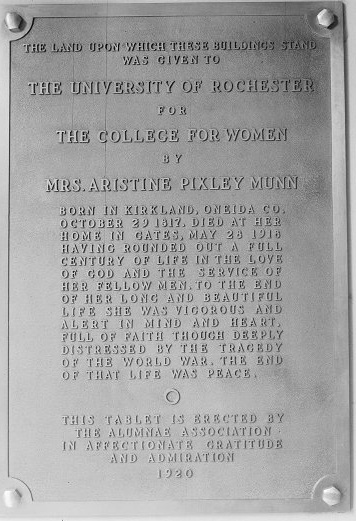 THE LAND UPON WHICH THESE BUILDINGS STAND
WAS GIVEN TO
THE UNIVERSITY OF ROCHESTER
FOR
THE COLLEGE FOR WOMEN
BY
MRS. ARISTINE PIXLEY MUNN
BORN IN KIRKLAND, ONEIDA CO.
OCTOBER 29 1817. DIED AT HER
HOME IN GATES, MAY 28 1918
HAVING ROUNDED OUT A FULL
CENTURY OF LIFE IN THE LOVE
OF GOD AND THE SERVICE OF
HER FELLOW MEN. TO THE END
OF HER LONG AND BEAUTIFUL
LIFE SHE WAS VIGOROUS AND
ALERT IN MIND AND HEART,
FULL OF FAITH THOUGH DEEPLY
DISTRESSED BY THE TRAGEDY
OF THE WORLD WAR. THE END
OF THAT LIFE WAS PEACE.
THIS TABLET IS ERECTED BY
THE ALUMNAE ASSOCIATION
IN AFFECTIONATE GRATITUDE
AND ADMIRATION
1920